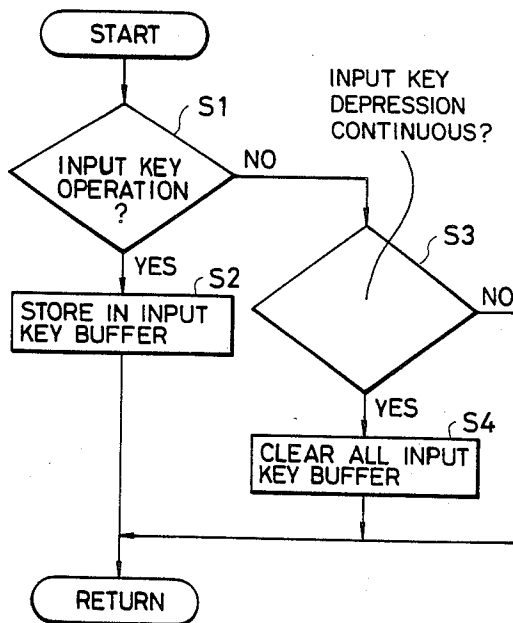 START
S1
INPUT KEY
OPERATION
?
NO
YES
INPUT KEY
DEPRESSION
CONTINUOUS?
S2
STORE IN INPUT
KEY BUFFER
S3
NO
YES
S4
CLEAR ALL INPUT
KEY BUFFER
RETURN